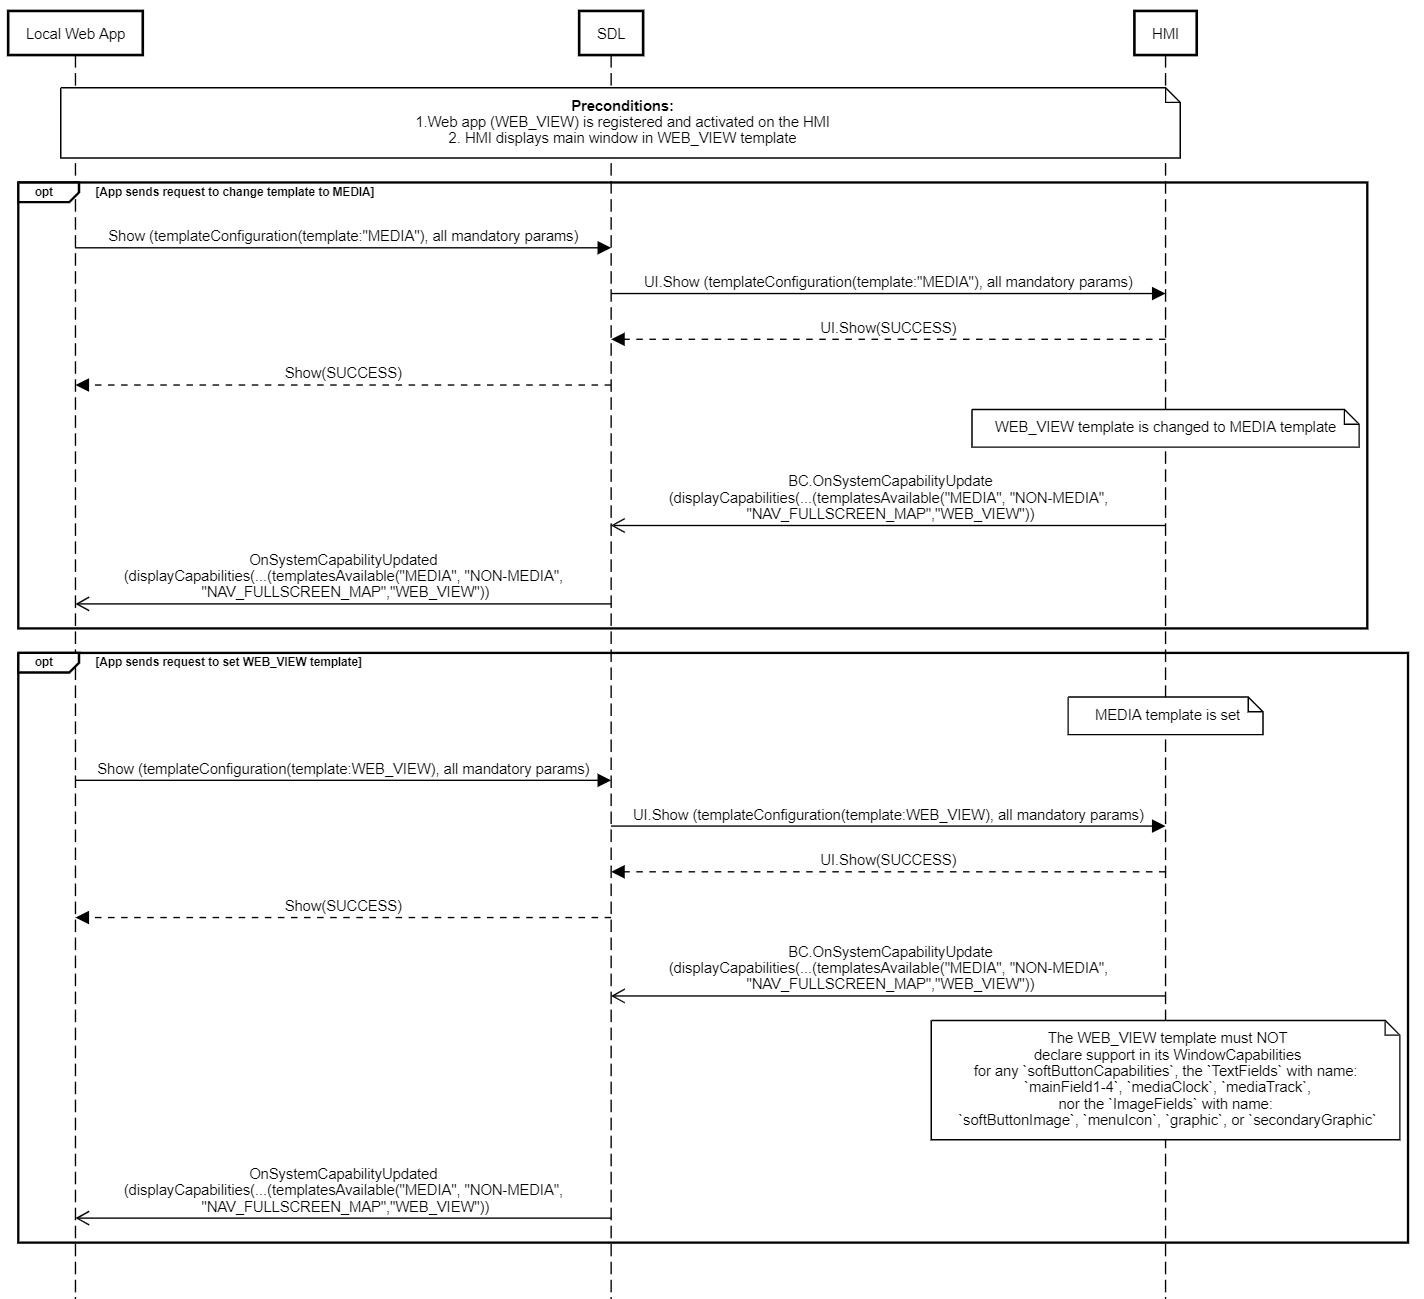 Local Web App
SDL
HMI
Preconditions:
1.Web app (WEB_VIEW) is registered and activated on the HMI
2. HMI displays main window in WEB_VIEW template
opt
[App sends request to change template to MEDIA]
Show (templateConfiguration(template:"MEDIA"), all mandatory params)
UI.Show (templateConfiguration(template:"MEDIA"), all mandatory params)
UI.Show(SUCCESS)
Show(SUCCESS)
WEB_VIEW template is changed to MEDIA template
BC.OnSystemCapabilityUpdate
(displayCapabilities(...(templatesAvailable("MEDIA", "NON-MEDIA",
"NAV_FULLSCREEN_MAP","WEB_VIEW"))
OnSystemCapabilityUpdated
(displayCapabilities(...(templatesAvailable("MEDIA", "NON-MEDIA",
"NAV_FULLSCREEN_MAP","WEB_VIEW"))
opt
[App sends request to set WEB_VIEW template]
MEDIA template is set
Show (templateConfiguration(template:WEB_VIEW), all mandatory params)
UI.Show (templateConfiguration(template:WEB_VIEW), all mandatory params)
UI.Show(SUCCESS)
Show(SUCCESS)
BC.OnSystemCapabilityUpdate
(displayCapabilities(...(templatesAvailable("MEDIA", "NON-MEDIA",
"NAV_FULLSCREEN_MAP","WEB_VIEW"))
The WEB_VIEW template must NOT
declare support in its WindowCapabilities
for any `softButtonCapabilities`, the `TextFields` with name:
`mainField1-4`, `mediaClock`, `mediaTrack`,
nor the `ImageFields` with name:
`softButtonImage`, `menuIcon`, `graphic`, or `secondaryGraphic`
OnSystemCapabilityUpdated
(displayCapabilities(...(templatesAvailable("MEDIA", "NON-MEDIA",
"NAV_FULLSCREEN_MAP","WEB_VIEW"))